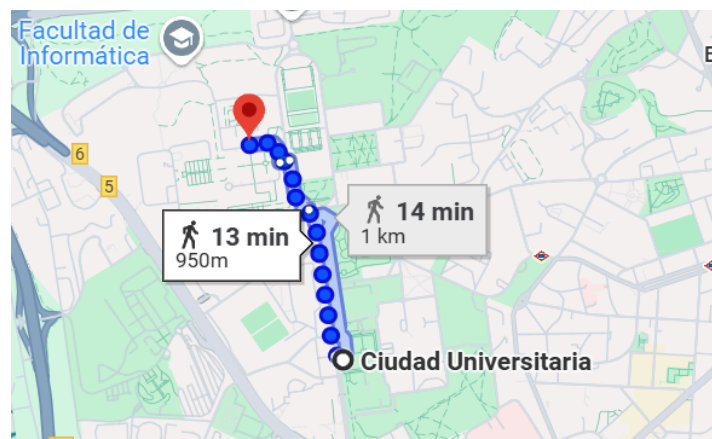 Facultad de
Informática
6
5
14 min
1 km
13 min
950m
Ciudad Universitaria